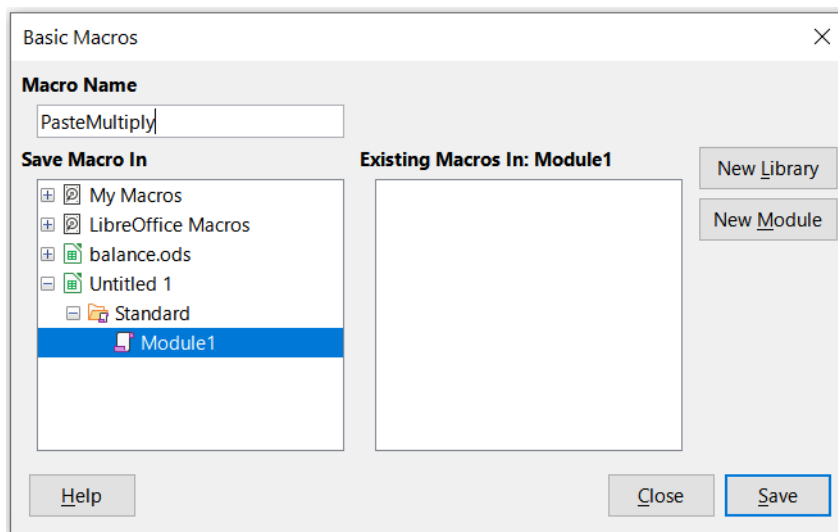 Basic Macros
Macro Name
PasteMultiply
Save Macro In
Existing Macros In: Module1
My Macros
LibreOffice Macros
balance.ods
Untitled 1
Standard
Module1
New Library
New Module
Help
Close
Save